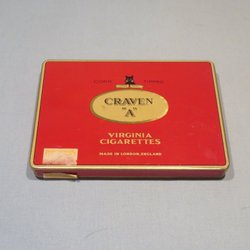 CORK TIPPED
CRAVEN
"A"
VIRGINIA
CIGARETTES
MADE IN LONDON, ENGLAND